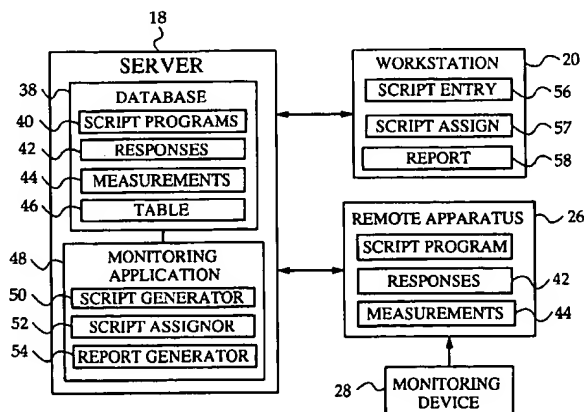 18
SERVER
38
DATABASE
40
SCRIPT PROGRAMS
42
RESPONSES
44
MEASUREMENTS
46
TABLE
48
MONITORING
APPLICATION
50
SCRIPT GENERATOR
52
SCRIPT ASSIGNOR
54
REPORT GENERATOR
WORKSTATION
20
SCRIPT ENTRY
56
SCRIPT ASSIGN
57
REPORT
58
REMOTE APPARATUS
26
SCRIPT PROGRAM
RESPONSES
42
MEASUREMENTS
44
28
MONITORING
DEVICE